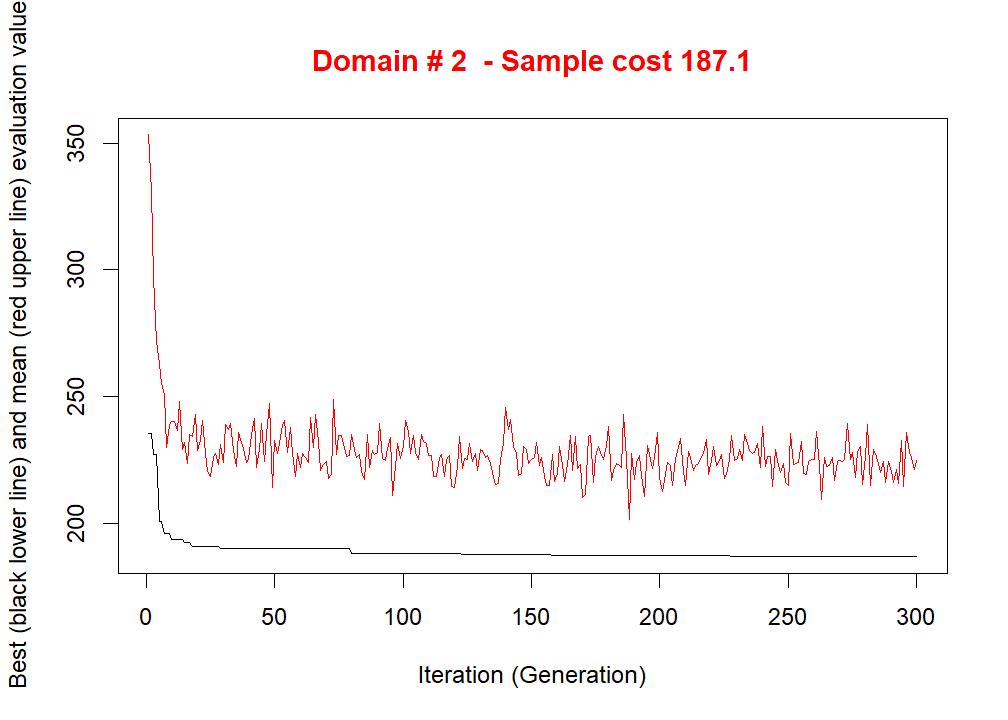 Domain # 2  - Sample cost 187.1
Best (black lower line) and mean (red upper line) evaluation value
350
300
250
200
0 50 100 150 200 250 300
Iteration (Generation)